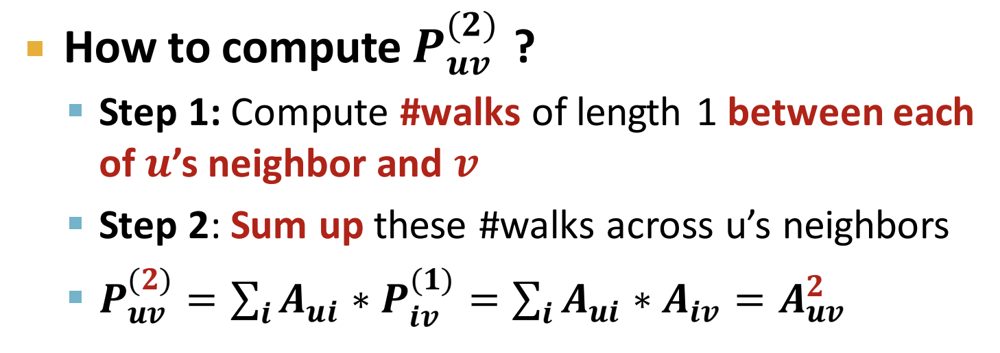 ▪ How to compute P_{uv}^{(2)} ?
▪ Step 1: Compute #walks of length 1 between each
of u’s neighbor and v
▪ Step 2: Sum up these #walks across u’s neighbors
▪ P_{uv}^{(2)} = ∑_i A_{ui} * P_{iv}^{(1)} = ∑_i A_{ui} * A_{iv} = A_{uv}^2